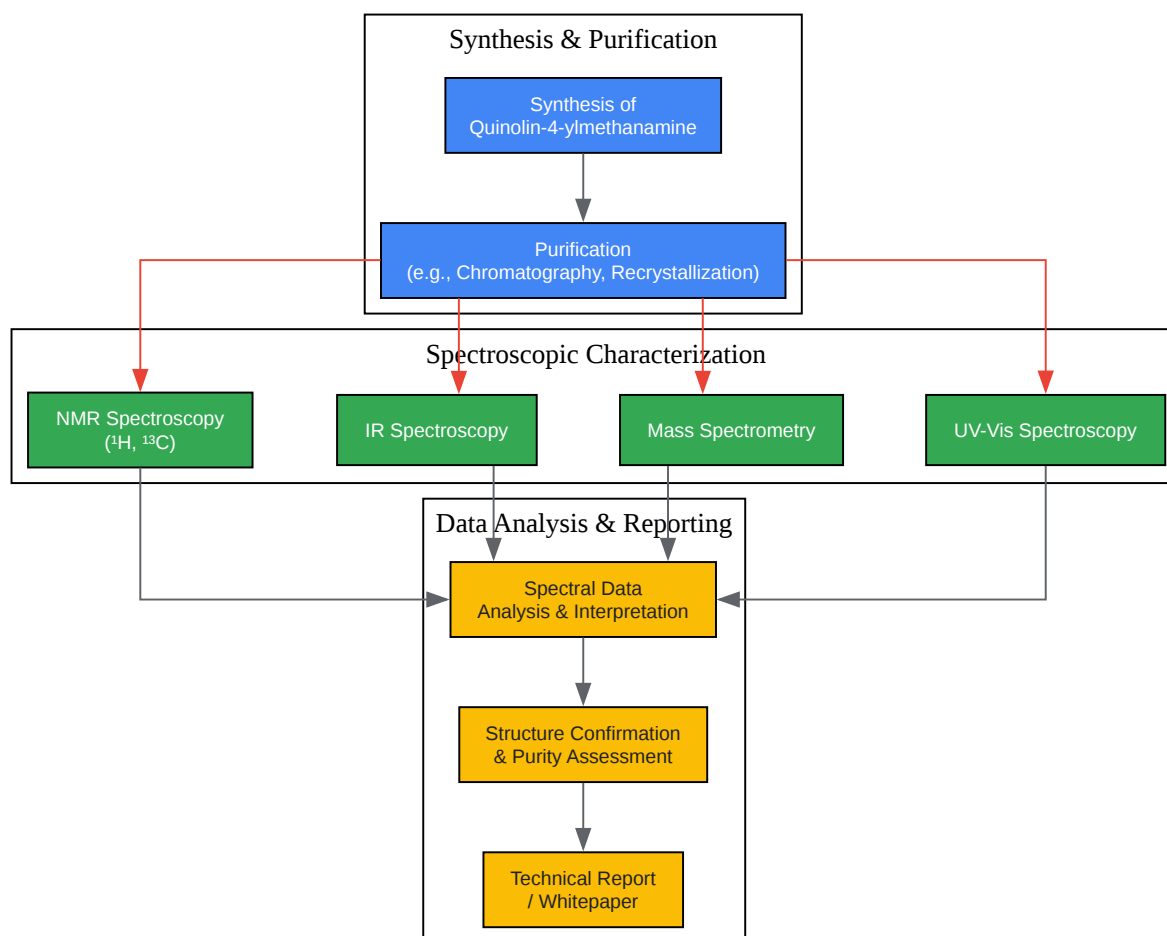 Synthesis & Purification
Synthesis of
Quinolin-4-ylmethanamine
Purification
(e.g., Chromatography, Recrystallization)
Spectroscopic Characterization
NMR Spectroscopy
(¹H, ¹³C)
IR Spectroscopy
Mass Spectrometry
UV-Vis Spectroscopy
Data Analysis & Reporting
Spectral Data
Analysis & Interpretation
Structure Confirmation
& Purity Assessment
Technical Report
/ Whitepaper